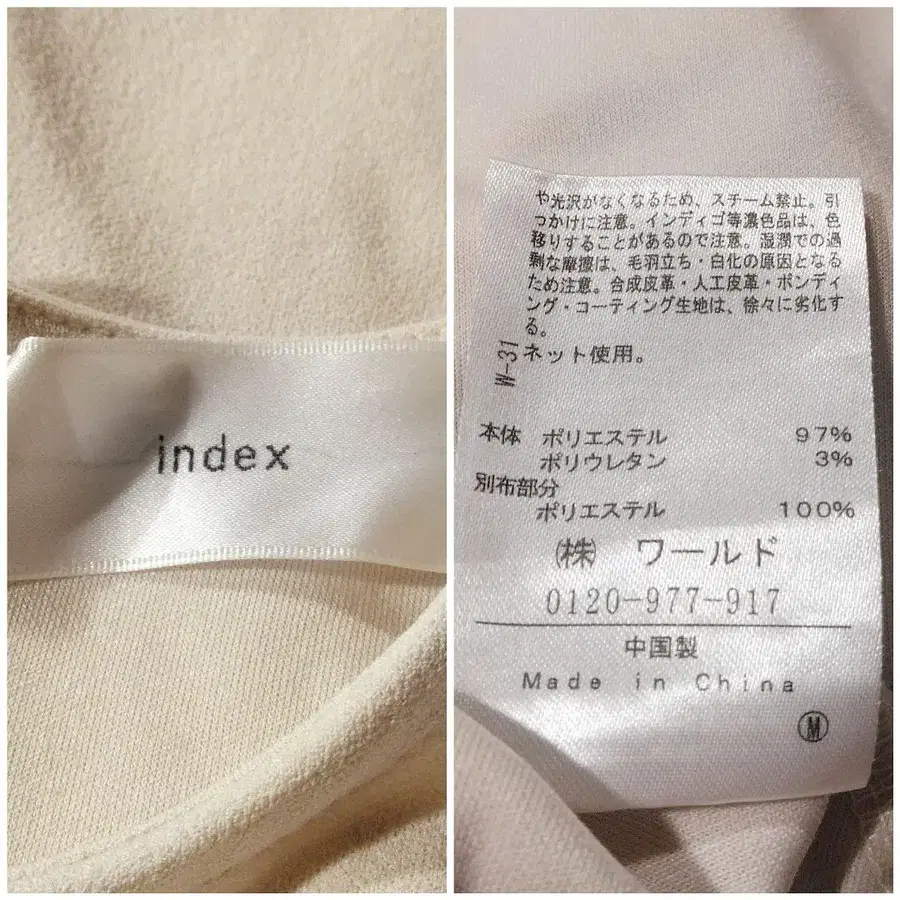 index
や光沢がなくなるため、スチーム禁止。引
っかけに注意。インディゴ等濃色品は、色
移りすることがあるので注意。湿潤での過
剰な摩擦は、毛羽立ち・白化の原因となる
ため注意。合成皮革・人工皮革・ボンディ
ング・コーティング生地は、徐々に劣化す
る。
W-31
ネット使用。
本体 ポリエステル 97%
ポリウレタン 3%
別布部分
ポリエステル 100%
㈱ ワールド
0120-977-917
中国製
Made in China
Ⓜ